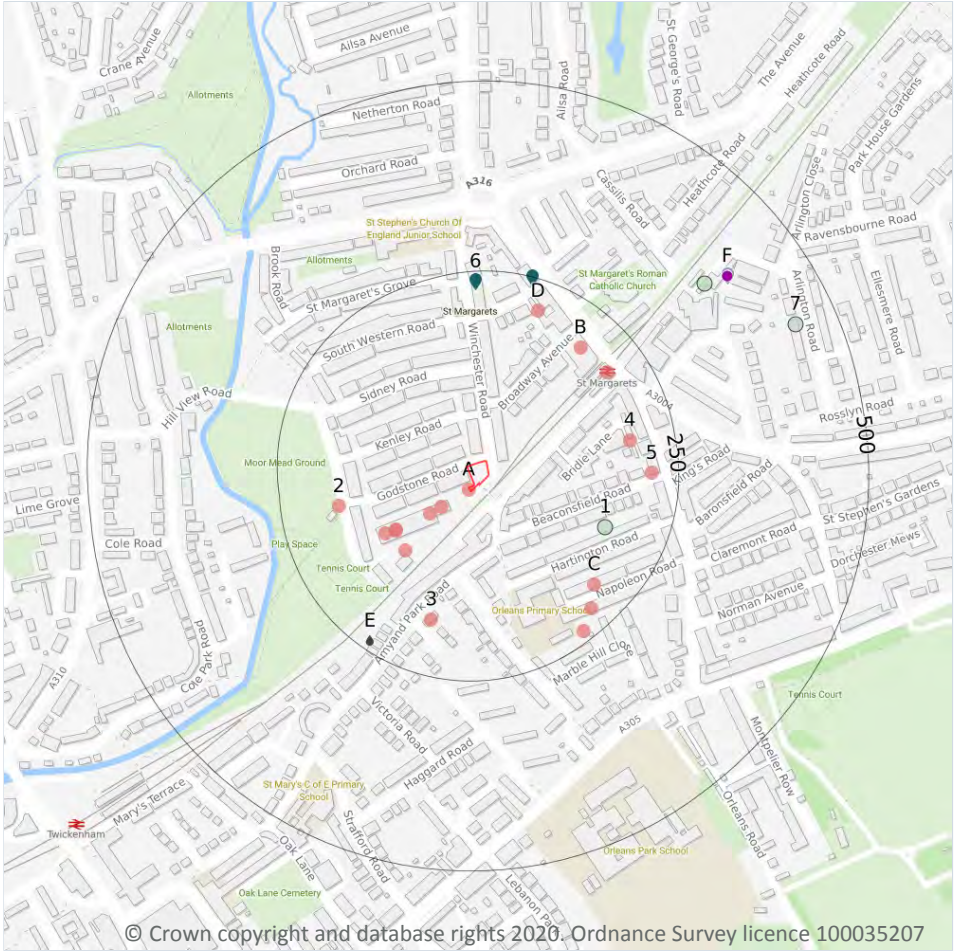 Crane Avenue
Ailsa Avenue
Ailsa Road
St George's Road
The Avenue
Heathcote Road
Allotments
Netherton Road
Park House Gardens
Orchard Road
A316
Cassilis Road
Heathcote Road
Arlington Close
St Stephen's Church Of
England Junior School
Ravensbourne Road
Brook Road
Allotments
6
F
St Margaret's Roman
Catholic Church
St Margaret's Grove
D
7
Arlington Road
Ellesmere Road
St Margarets
Allotments
South Western Road
Winchester Road
B
Broadway Avenue
St Margarets
Sidney Road
A3004
Hill View Road
Rosslyn Road
Kenley Road
4
250
500
Bridle Lane
5
King's Road
Moor Mead Ground
Godstone Road
A
Baronsfield Road
St Stephen's Gardens
Lime Grove
2
Beaconsfield Road
1
Cole Road
Play Space
Hartington Road
Claremont Road
Dorchester Mews
Tennis Court
Tennis Court
C
Napoleon Road
Norman Avenue
3
Orleans Primary School
E
Amyand Park Road
Marble Hill Close
Cole Park Road
A310
Tennis Court
Victoria Road
A305
Montpelier Row
Haggard Road
St Mary's C of E Primary
School
Mary's Terrace
Orleans Road
Twickenham
Strafford Road
Oak Lane
Orleans Park School
Oak Lane Cemetery
Lebanon Park
© Crown copyright and database rights 2020. Ordnance Survey licence 100035207